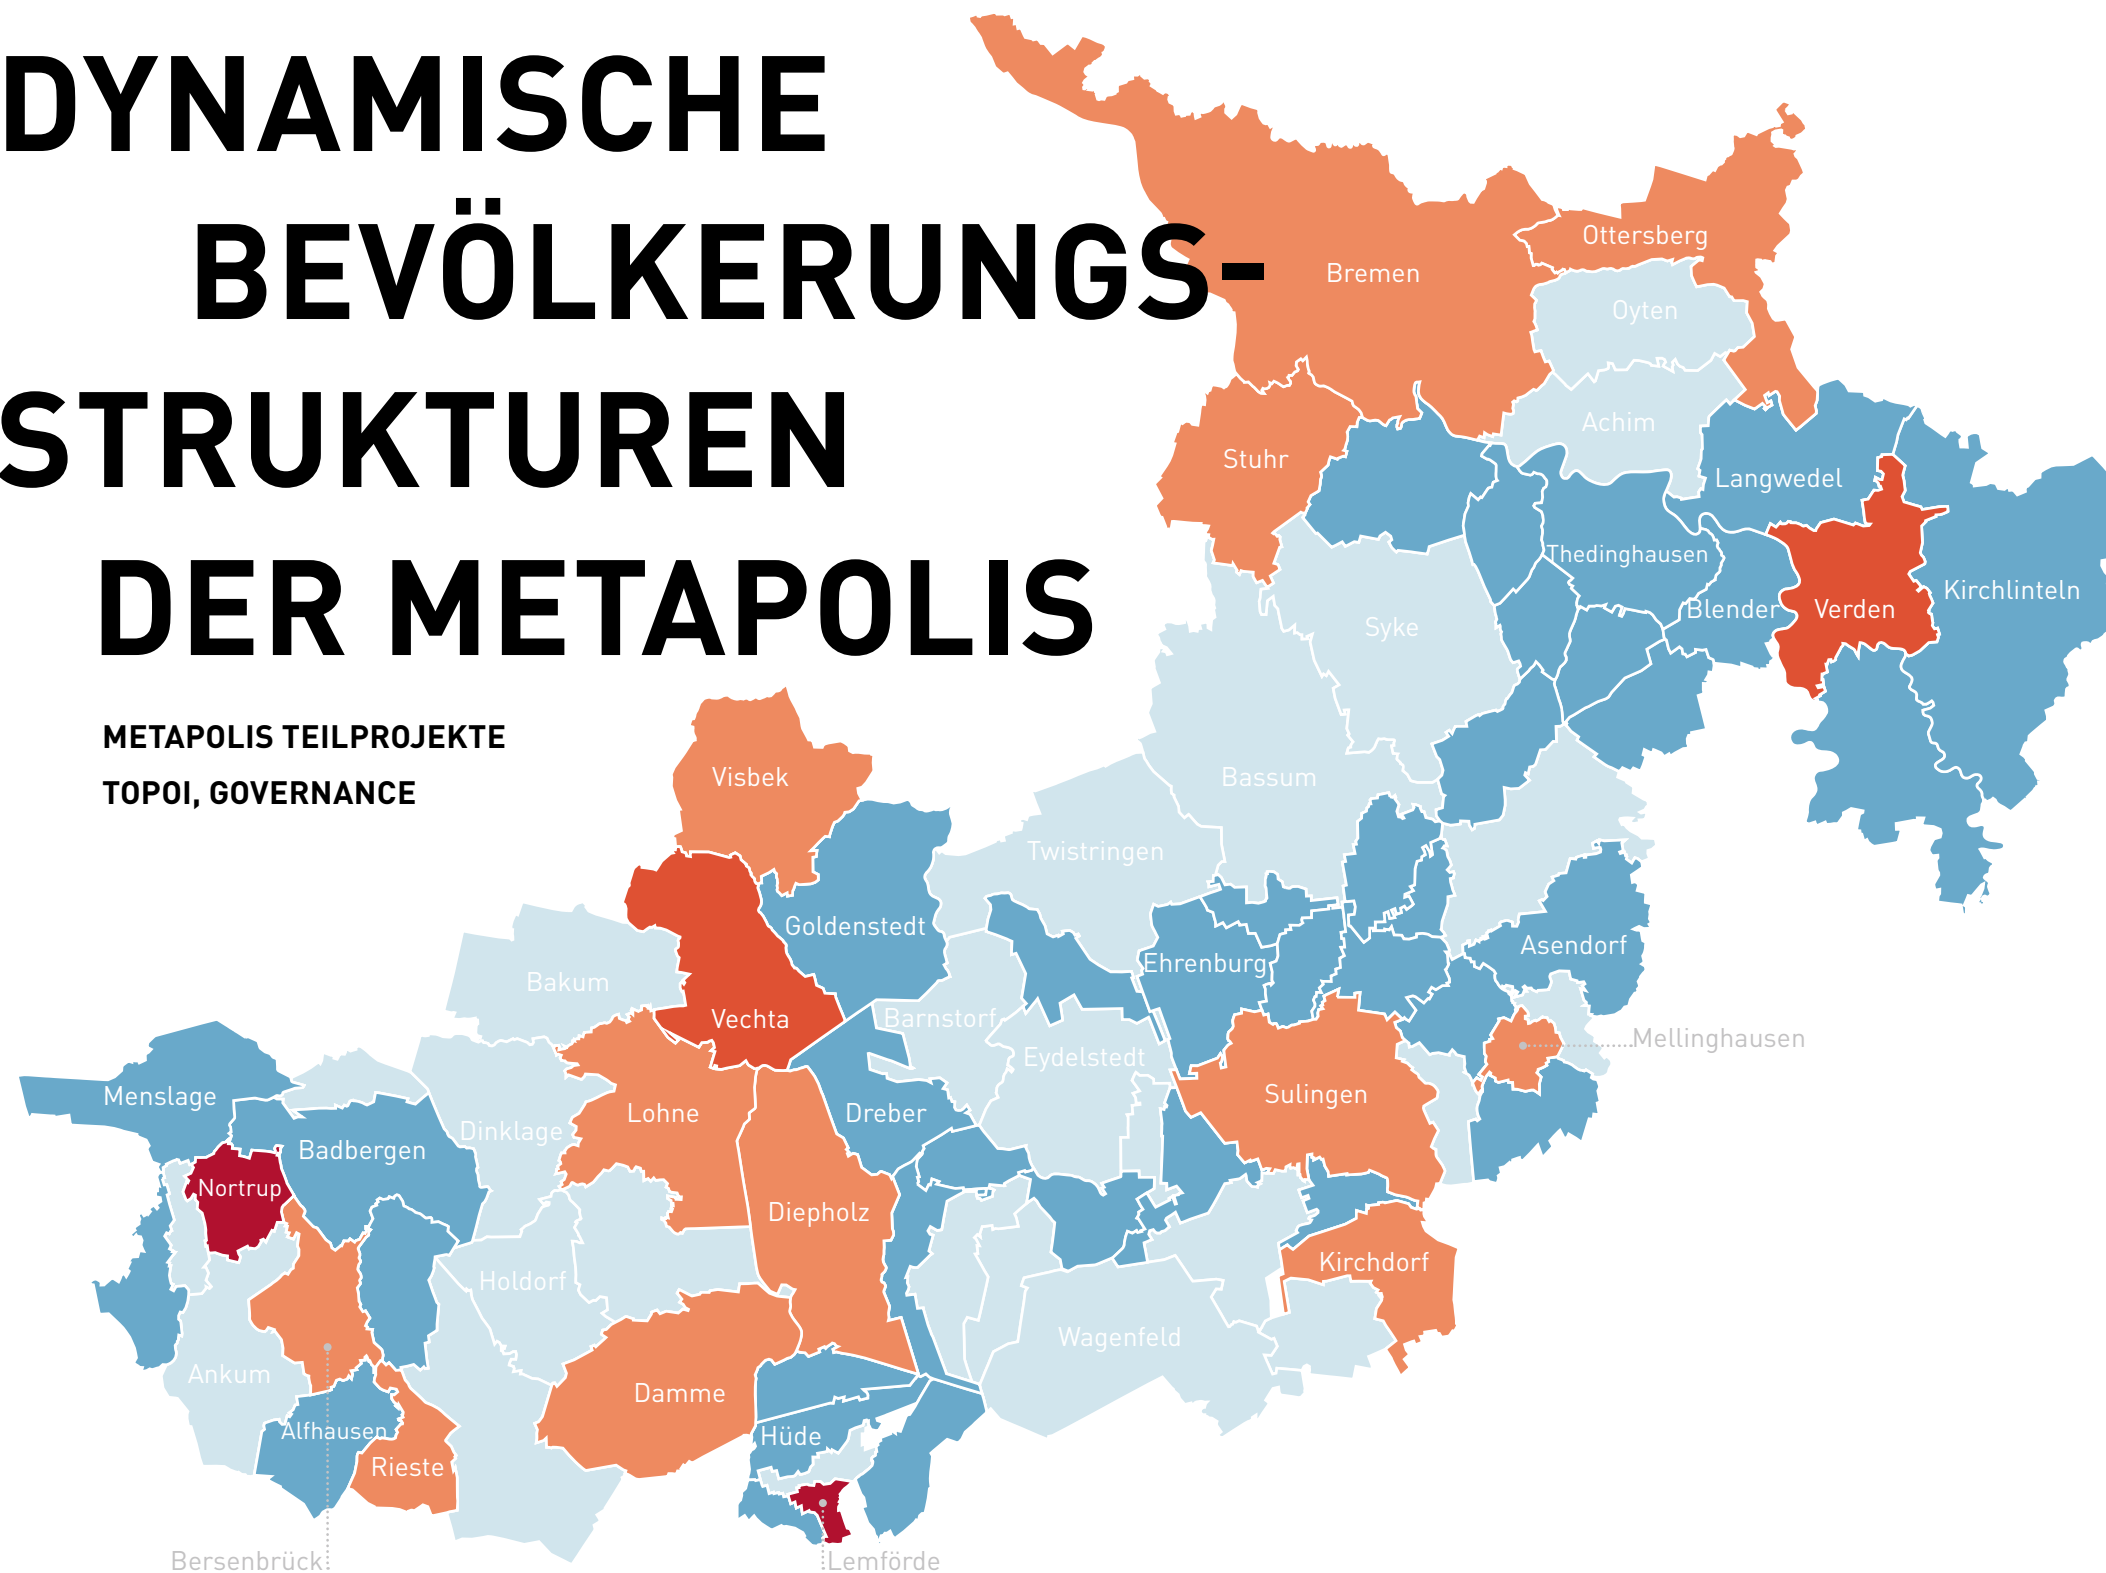 DYNAMISCHE
BEVÖLKERUNGS-
STRUKTUREN
DER METAPOLIS
METAPOLIS TEILPROJEKTE
TOPOI, GOVERNANCE
Ottersberg
Bremen
Oyten
Achim
Stuhr
Langwedel
Thedinghausen
Kirchlinteln
Blender
Verden
Syke
Visbek
Bassum
Twistringen
Goldenstedt
Asendorf
Ehrenburg
Bakum
Vechta
Barnstorf
Mellinghausen
Eydelstedt
Sulingen
Menslage
Lohne
Dreber
Dinklage
Badbergen
Nortrup
Diepholz
Kirchdorf
Holdorf
Wagenfeld
Ankum
Damme
Alfhausen
Hüde
Rieste
Bersenbrück
Lemförde